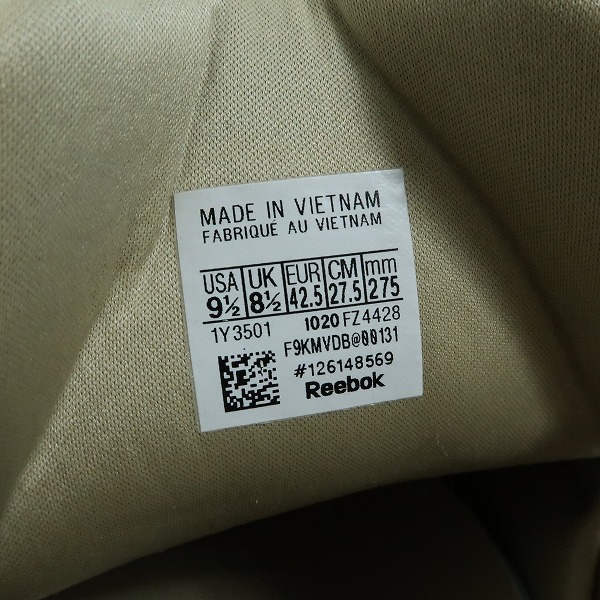 MADE IN VIETNAM
FABRIQUÉ AU VIETNAM
USA UK EUR CM mm
9½ 8½ 42.5 27.5 275
1Y3501 1020 FZ4428
F9KMVDB@00131
#126148569
Reebok